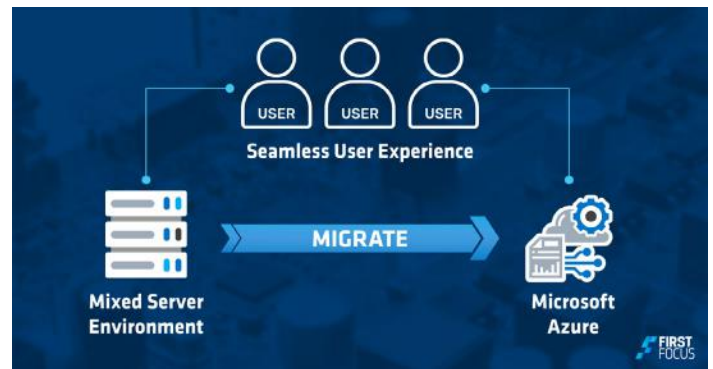 USER
USER
USER
Seamless User Experience
MIGRATE
Mixed Server
Environment
Microsoft
Azure
FIRST
FOCUS